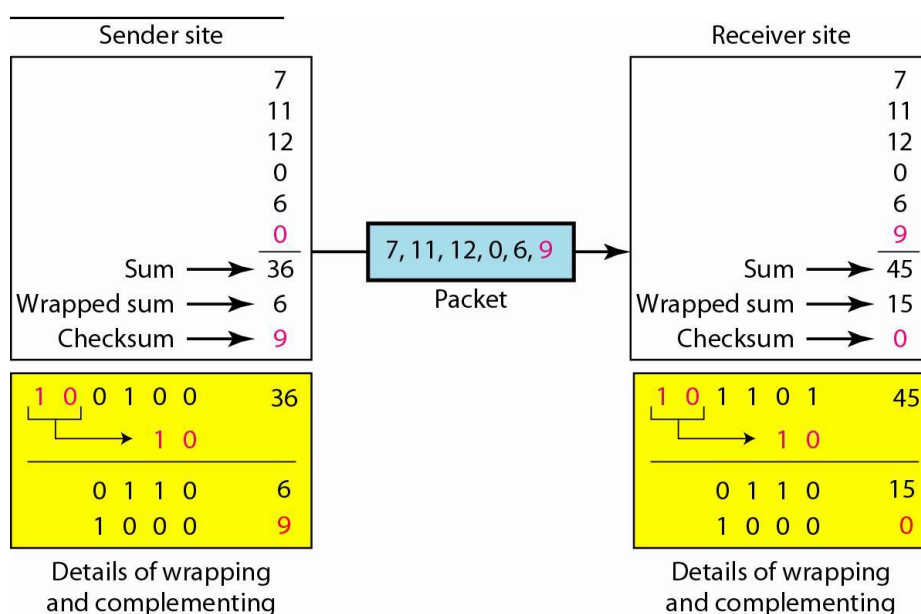 Sender site
7
11
12
0
6
0
Sum 36
Wrapped sum 6
Checksum 9
1 0 0 1 0 0 36
1 0
0 1 1 0 6
1 0 0 0 9
Details of wrapping
and complementing
7, 11, 12, 0, 6, 9
Packet
Receiver site
7
11
12
0
6
9
Sum 45
Wrapped sum 15
Checksum 0
1 0 1 1 0 1 45
1 0
0 1 1 0 15
1 0 0 0 0
Details of wrapping
and complementing